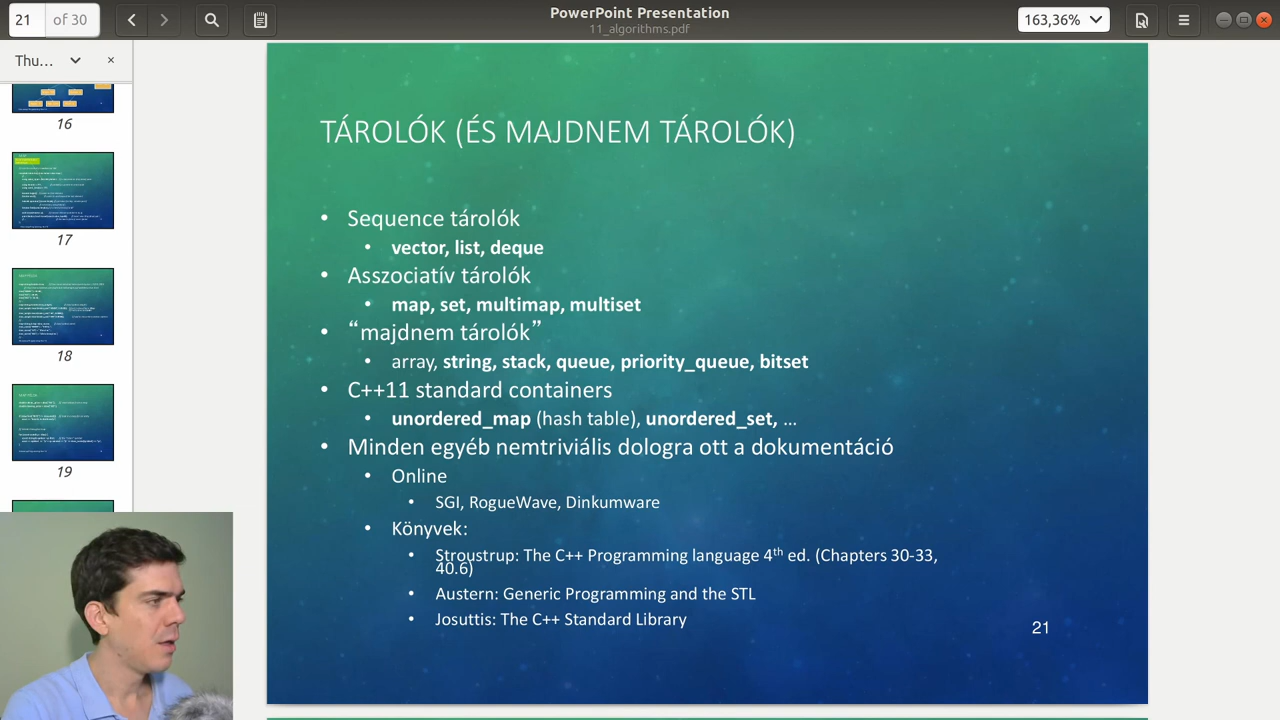 21 of 30
PowerPoint Presentation
11_algorithms.pdf
163,36%
Thu...
16
17
18
19
TÁROLÓK (ÉS MAJDNEM TÁROLÓK)
• Sequence tárolók
• vector, list, deque
• Asszociatív tárolók
• map, set, multimap, multiset
• “majdnem tárolók”
• array, string, stack, queue, priority_queue, bitset
• C++11 standard containers
• unordered_map (hash table), unordered_set, ...
• Minden egyéb nemtriviális dologra ott a dokumentáció
• Online
• SGI, RogueWave, Dinkumware
• Könyvek:
• Stroustrup: The C++ Programming language 4th ed. (Chapters 30-33,
40.6)
• Austern: Generic Programming and the STL
• Josuttis: The C++ Standard Library
21